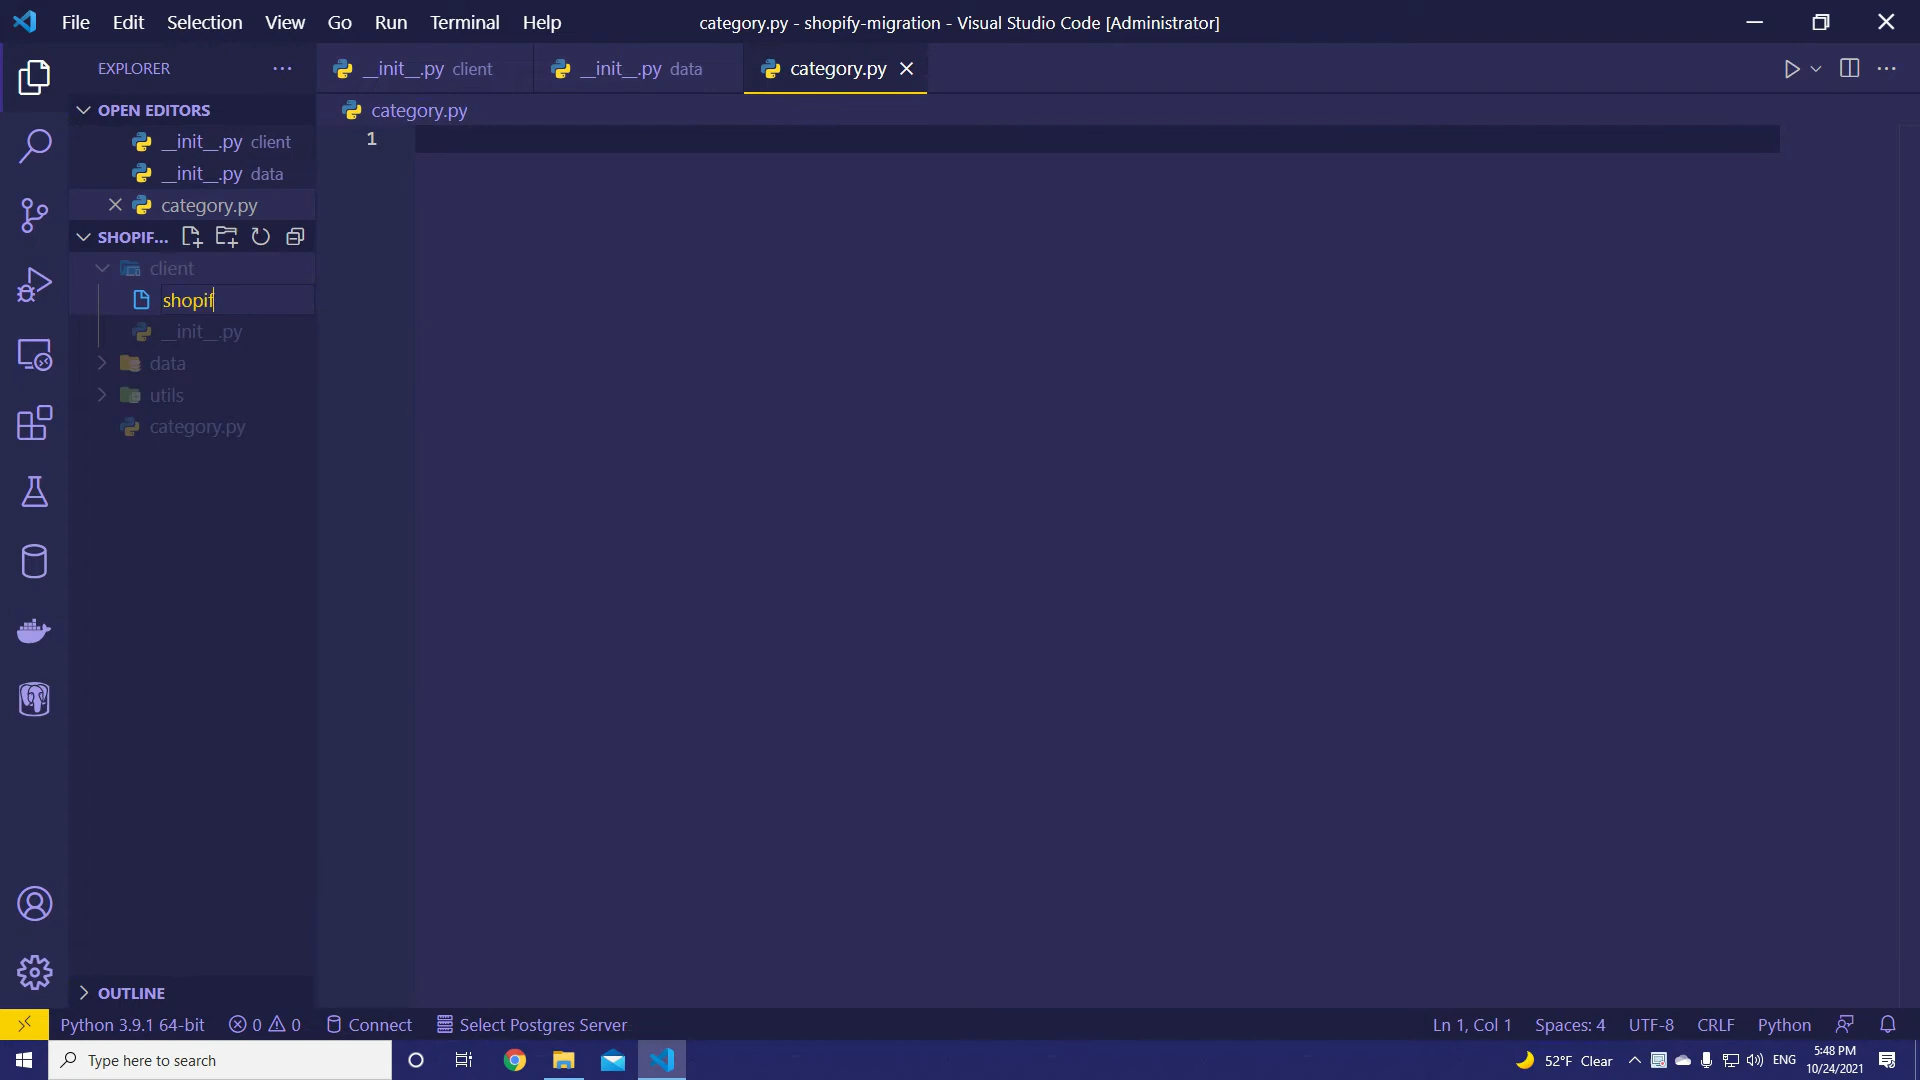 File Edit Selection View Go Run Terminal Help
category.py - shopify-migration - Visual Studio Code [Administrator]
EXPLORER
__init__.py client
__init__.py data
category.py
OPEN EDITORS
category.py
__init__.py client
1
__init__.py data
category.py
SHOPIF...
client
shopif
__init__.py
data
utils
category.py
OUTLINE
Python 3.9.1 64-bit 0 0 Connect Select Postgres Server Ln 1, Col 1 Spaces: 4 UTF-8 CRLF Python
Type here to search
52°F Clear ENG
5:48 PM
10/24/2021